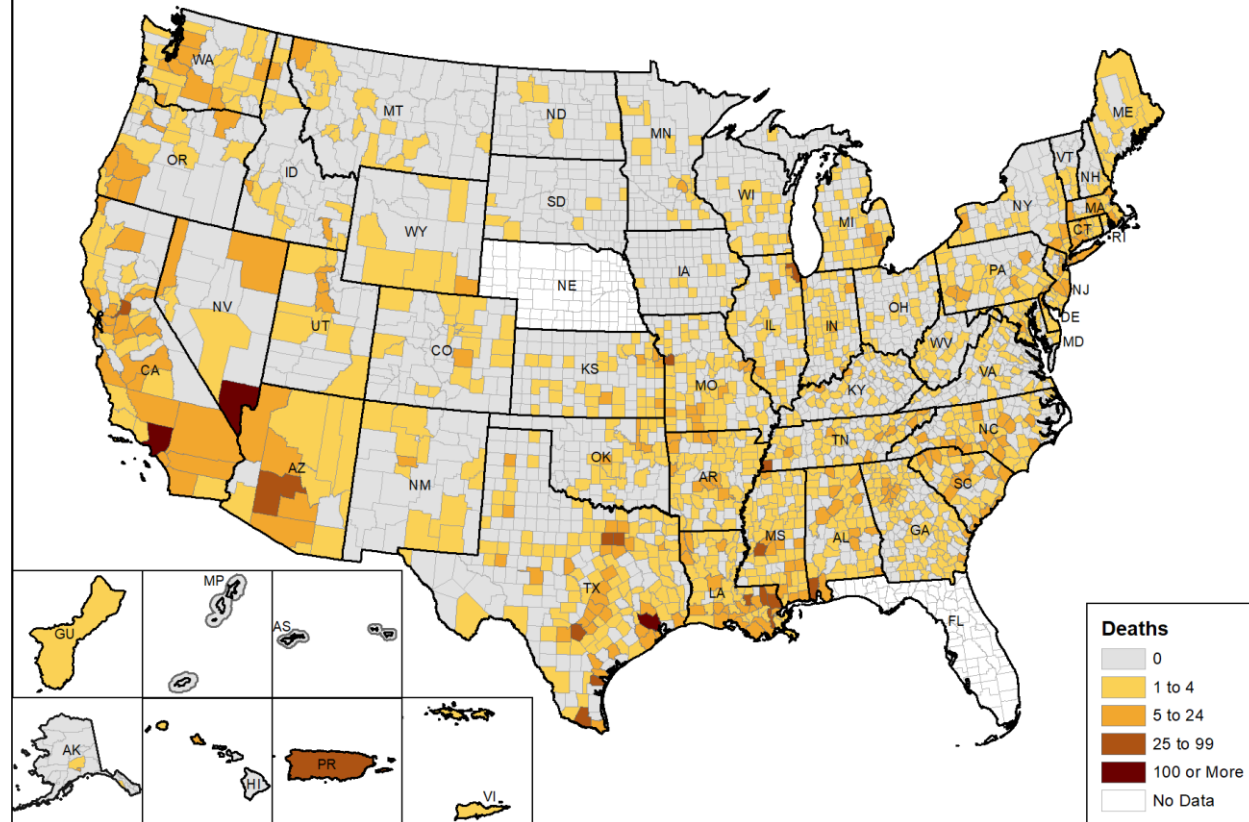 WA
MT
ND
MN
ME
OR
ID
SD
WI
MI
VT
NH
NY
MA
CT
RI
WY
IA
NE
PA
NJ
NV
UT
CO
IL
IN
OH
DE
MD
WV
VA
CA
KS
MO
KY
NC
TN
AZ
NM
OK
AR
SC
MS
AL
GA
TX
LA
FL
GU
MP
AS
AK
HI
PR
VI
Deaths
0
1 to 4
5 to 24
25 to 99
100 or More
No Data